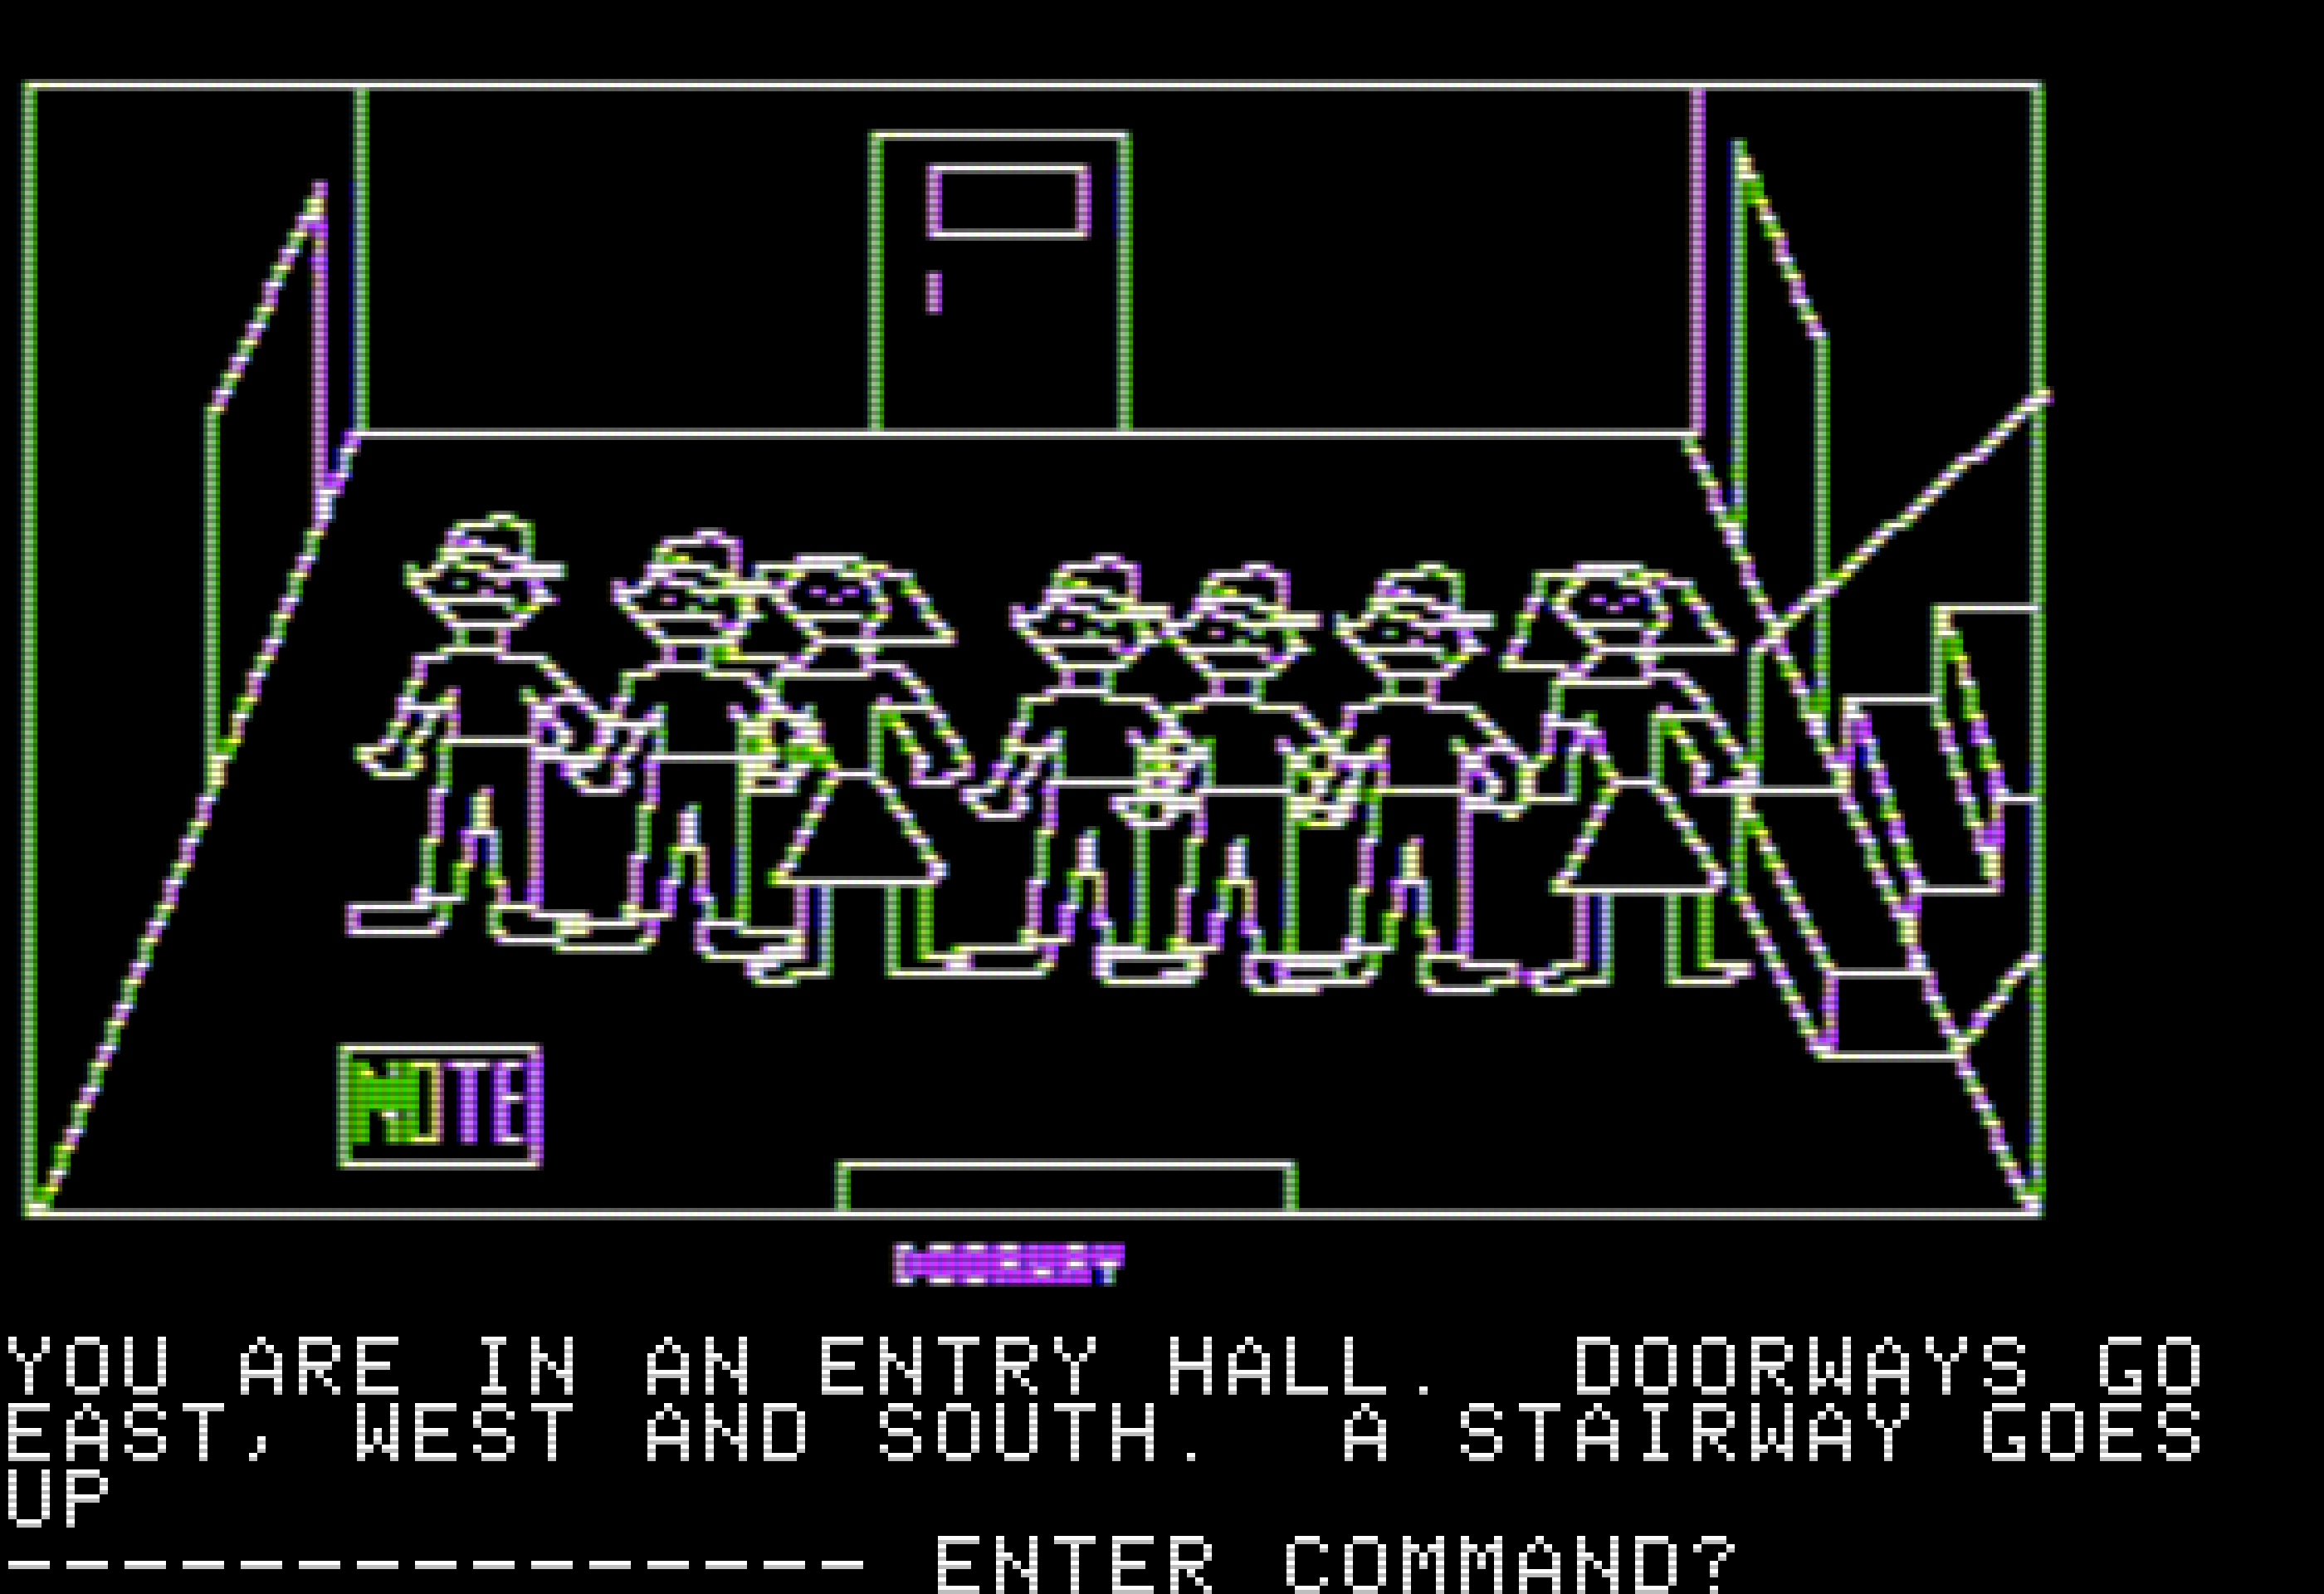 NOTE
YOU ARE IN AN ENTRY HALL.  DOORWAYS GO
EAST, WEST AND SOUTH.  A STAIRWAY GOES
UP
--------------- ENTER COMMAND?